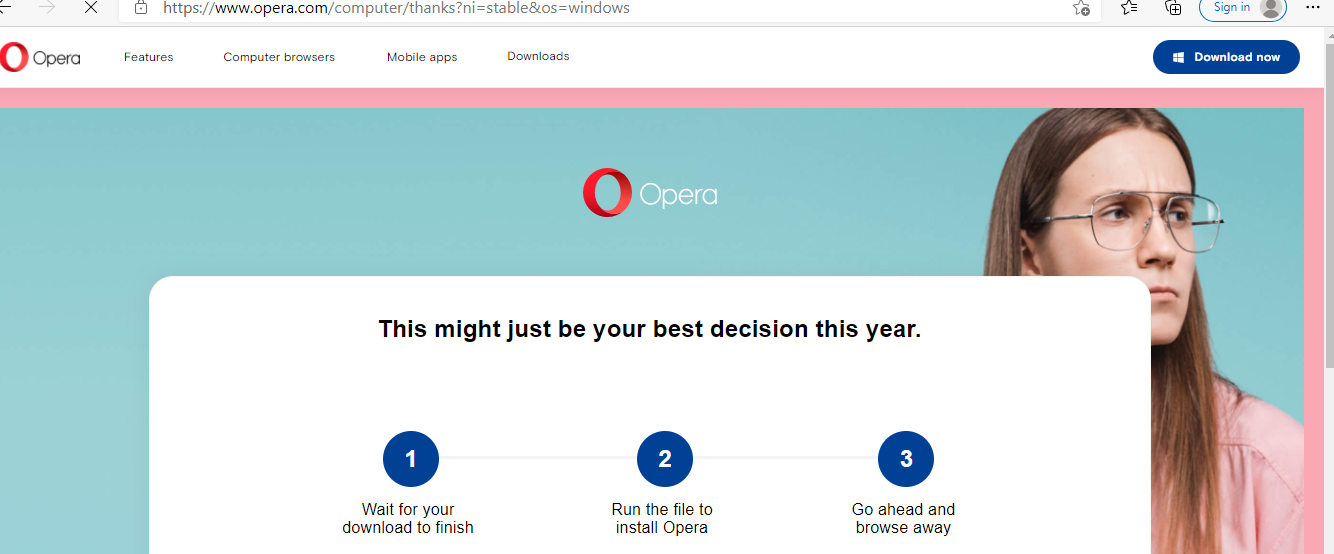 https://www.opera.com/computer/thanks?ni=stable&os=windows
Sign in
Opera
Features
Computer browsers
Mobile apps
Downloads
Download now
Opera
This might just be your best decision this year.
1
2
3
Wait for your
download to finish
Run the file to
install Opera
Go ahead and
browse away